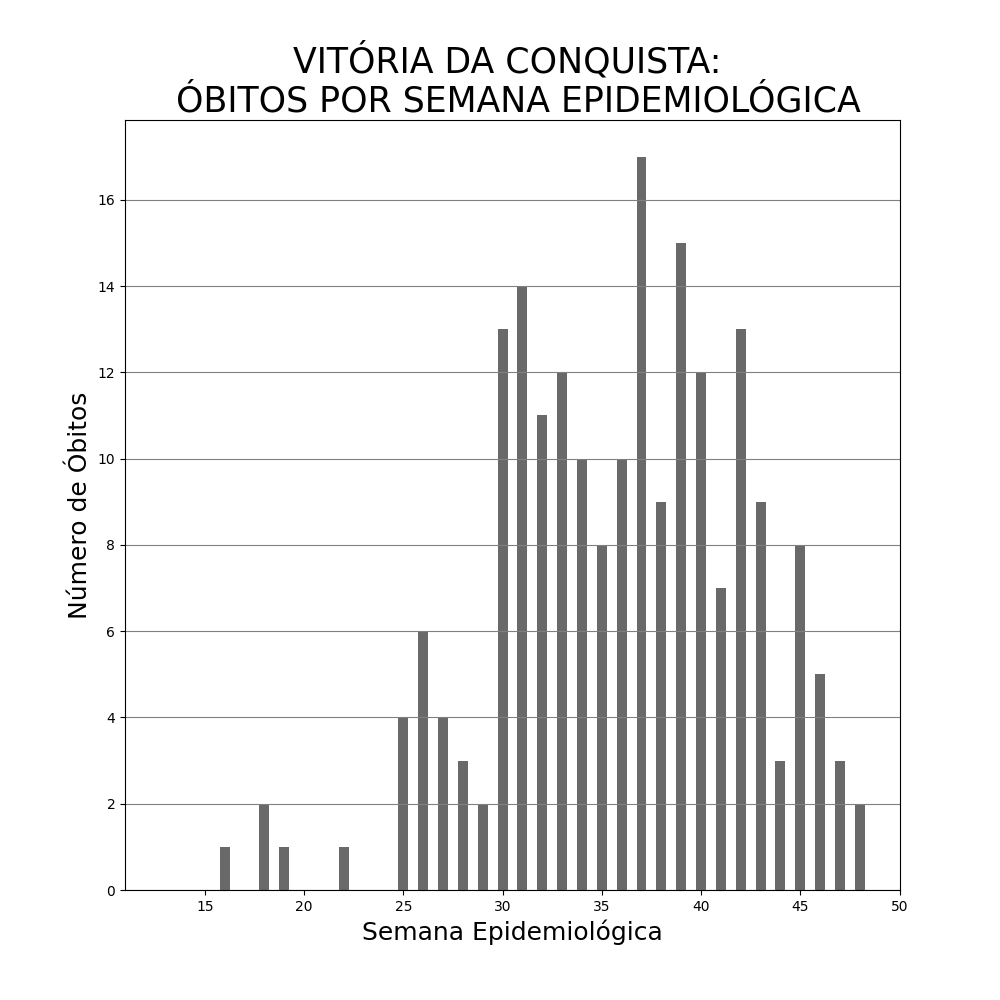 VITÓRIA DA CONQUISTA:
ÓBITOS POR SEMANA EPIDEMIOLÓGICA
Número de Óbitos
16
14
12
10
8
6
4
2
0
15 20 25 30 35 40 45 50
Semana Epidemiológica